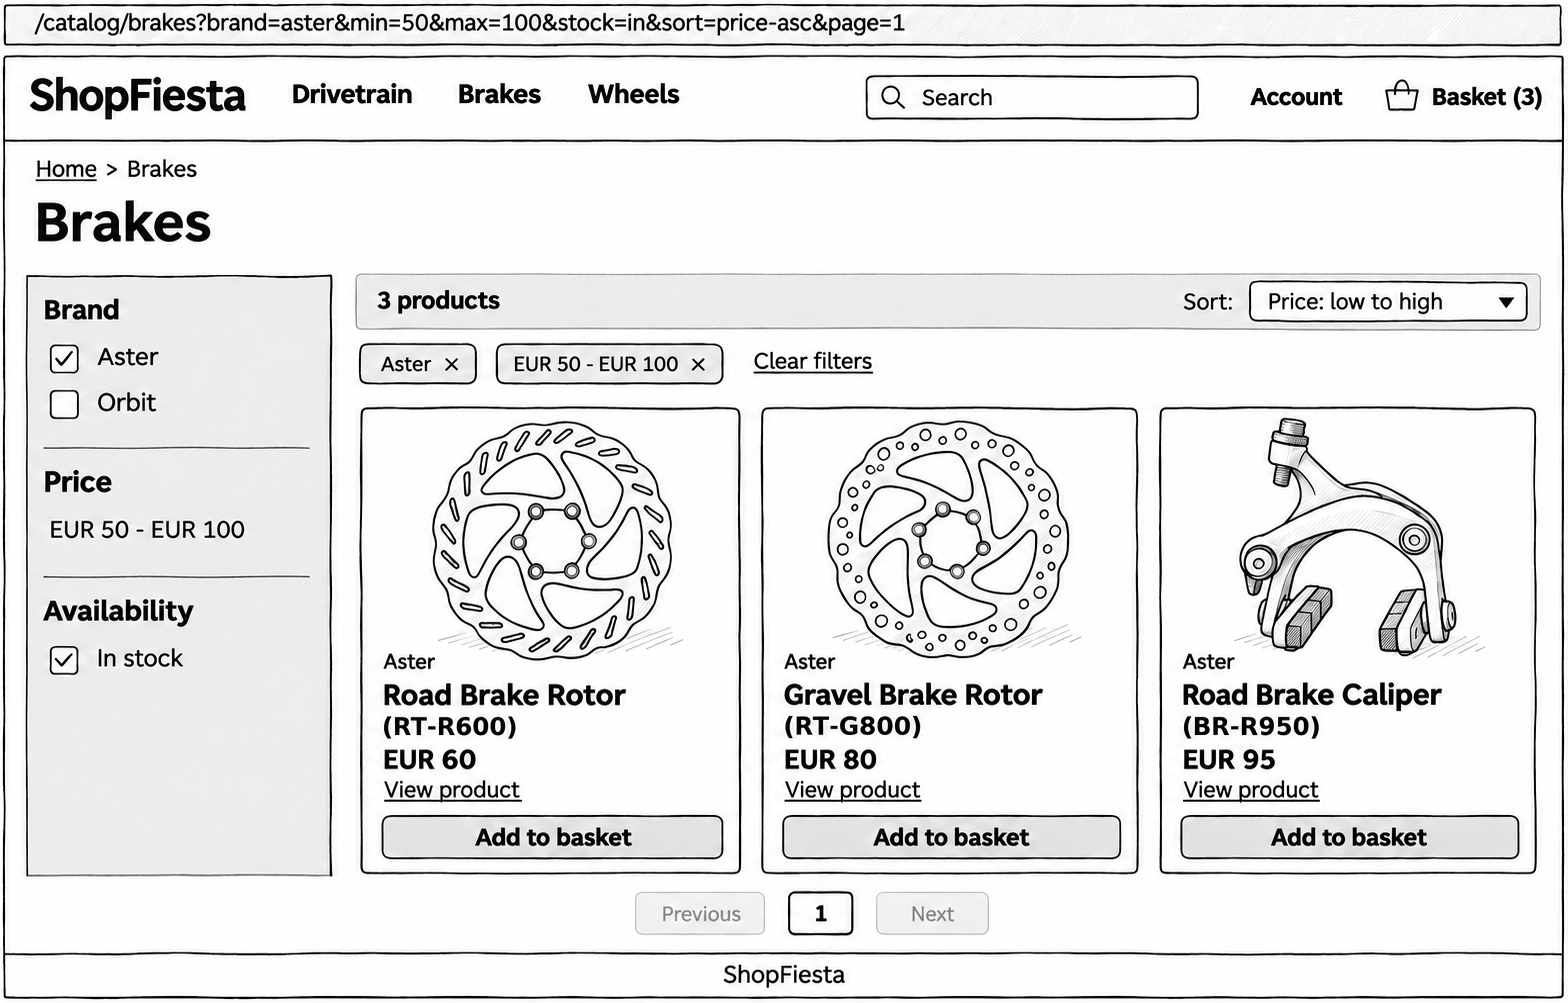 /catalog/brakes?brand=aster&min=50&max=100&stock=in&sort=price-asc&page=1
ShopFiesta
Drivetrain
Brakes
Wheels
Search
Account
Basket (3)
Home > Brakes
Brakes
Brand
Aster
Orbit
Price
EUR 50 - EUR 100
Availability
In stock
3 products
Sort: Price: low to high
Aster ×
EUR 50 - EUR 100 ×
Clear filters
Aster
Road Brake Rotor
(RT-R600)
EUR 60
View product
Add to basket
Aster
Gravel Brake Rotor
(RT-G800)
EUR 80
View product
Add to basket
Aster
Road Brake Caliper
(BR-R950)
EUR 95
View product
Add to basket
Previous
1
Next
ShopFiesta